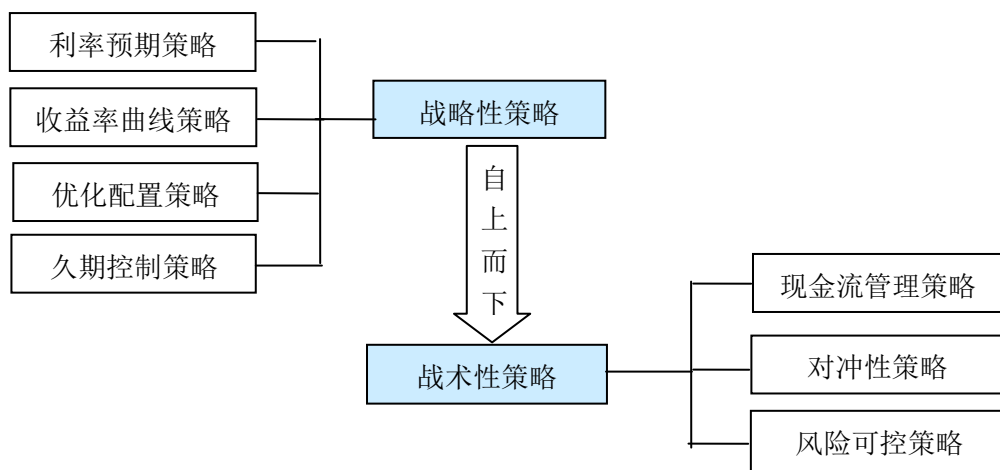 利率预期策略
收益率曲线策略
优化配置策略
久期控制策略
战略性策略
自
上
而
下
战术性策略
现金流管理策略
对冲性策略
风险可控策略